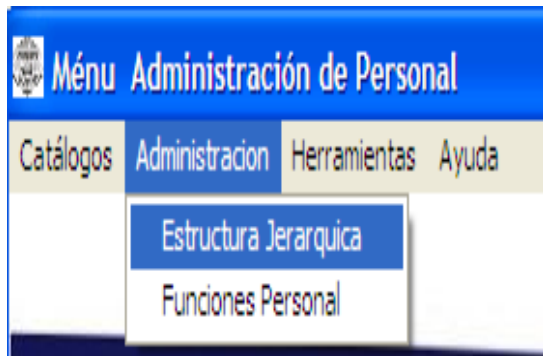 Ménu Administración de Personal
Catálogos Administracion Herramientas Ayuda
Estructura Jerarquica
Funciones Personal